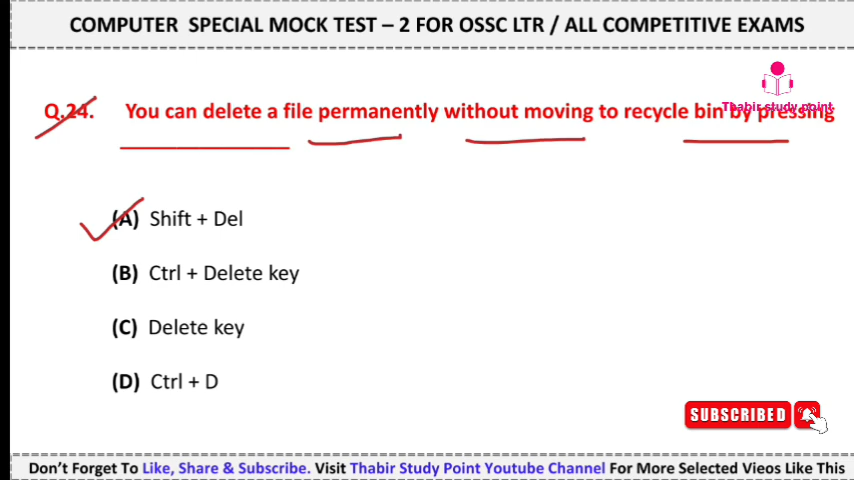 COMPUTER SPECIAL MOCK TEST – 2 FOR OSSC LTR / ALL COMPETITIVE EXAMS
Thabir study point
Q.24. You can delete a file permanently without moving to recycle bin by pressing
______________
(A) Shift + Del
(B) Ctrl + Delete key
(C) Delete key
(D) Ctrl + D
SUBSCRIBED
Don't Forget To Like, Share & Subscribe. Visit Thabir Study Point Youtube Channel For More Selected Vieos Like This